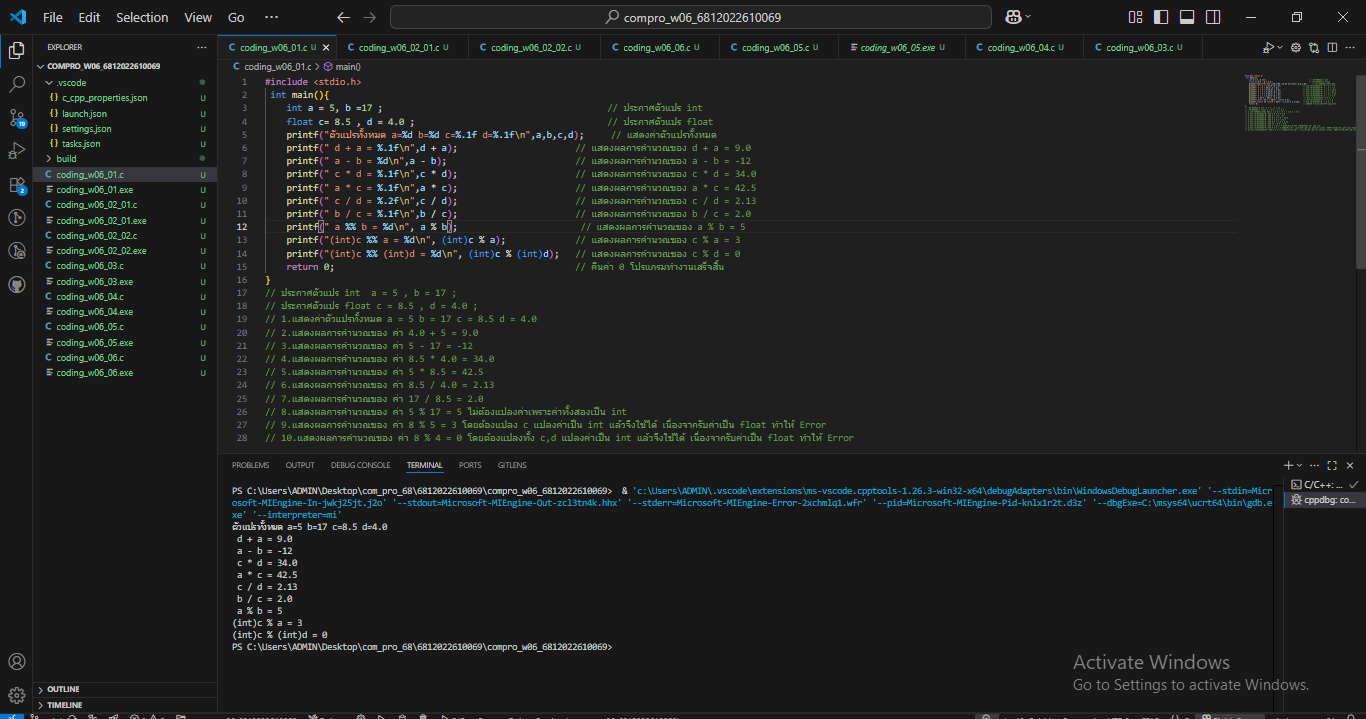 File Edit Selection View Go ··· compro_w06_6812022610069
EXPLORER ···
COMPRO_W06_6812022610069
.vscode
c_cpp_properties.json U
launch.json U
settings.json U
tasks.json U
build
coding_w06_01.c U
coding_w06_01.exe U
coding_w06_02_01.c U
coding_w06_02_01.exe U
coding_w06_02_02.c U
coding_w06_02_02.exe U
coding_w06_03.c U
coding_w06_03.exe U
coding_w06_04.c U
coding_w06_04.exe U
coding_w06_05.c U
coding_w06_05.exe U
coding_w06_06.c U
coding_w06_06.exe U
OUTLINE
TIMELINE
19
2
coding_w06_01.c U coding_w06_02_01.c U coding_w06_02_02.c U coding_w06_06.c U coding_w06_05.c U coding_w06_05.exe U coding_w06_04.c U coding_w06_03.c U
coding_w06_01.c > main()
1 #include <stdio.h>
2 int main(){
3 int a = 5, b =17 ; // ประกาศตัวแปร int
4 float c= 8.5 , d = 4.0 ; // ประกาศตัวแปร float
5 printf("ตัวแปรทั้งหมด a=%d b=%d c=%.1f d=%.1f\n",a,b,c,d); // แสดงค่าตัวแปรทั้งหมด
6 printf(" d + a = %.1f\n",d + a); // แสดงผลการคำนวณของ d + a = 9.0
7 printf(" a - b = %d\n",a - b); // แสดงผลการคำนวณของ a - b = -12
8 printf(" c * d = %.1f\n",c * d); // แสดงผลการคำนวณของ c * d = 34.0
9 printf(" a * c = %.1f\n",a * c); // แสดงผลการคำนวณของ a * c = 42.5
10 printf(" c / d = %.2f\n",c / d); // แสดงผลการคำนวณของ c / d = 2.13
11 printf(" b / c = %.1f\n",b / c); // แสดงผลการคำนวณของ b / c = 2.0
12 printf(" a %% b = %d\n", a % b); // แสดงผลการคำนวณของ a % b = 5
13 printf("(int)c %% a = %d\n", (int)c % a); // แสดงผลการคำนวณของ c % a = 3
14 printf("(int)c %% (int)d = %d\n", (int)c % (int)d); // แสดงผลการคำนวณของ c % d = 0
15 return 0; // คืนค่า 0 โปรแกรมทำงานเสร็จสิ้น
16 }
17 // ประกาศตัวแปร int a = 5 , b = 17 ;
18 // ประกาศตัวแปร float c = 8.5 , d = 4.0 ;
19 // 1.แสดงค่าตัวแปรทั้งหมด a = 5 b = 17 c = 8.5 d = 4.0
20 // 2.แสดงผลการคำนวณของ ค่า 4.0 + 5 = 9.0
21 // 3.แสดงผลการคำนวณของ ค่า 5 - 17 = -12
22 // 4.แสดงผลการคำนวณของ ค่า 8.5 * 4.0 = 34.0
23 // 5.แสดงผลการคำนวณของ ค่า 5 * 8.5 = 42.5
24 // 6.แสดงผลการคำนวณของ ค่า 8.5 / 4.0 = 2.13
25 // 7.แสดงผลการคำนวณของ ค่า 17 / 8.5 = 2.0
26 // 8.แสดงผลการคำนวณของ ค่า 5 % 17 = 5 ไม่ต้องแปลงค่าเพราะค่าทั้งสองเป็น int
27 // 9.แสดงผลการคำนวณของ ค่า 8 % 5 = 3 โดยต้องแปลง c แปลงค่าเป็น int แล้วจึงใช้ได้ เนื่องจากรับค่าเป็น float ทำให้ Error
28 // 10.แสดงผลการคำนวณของ ค่า 8 % 4 = 0 โดยต้องแปลงทั้ง c,d แปลงค่าเป็น int แล้วจึงใช้ได้ เนื่องจากรับค่าเป็น float ทำให้ Error
PROBLEMS OUTPUT DEBUG CONSOLE TERMINAL PORTS GITLENS
PS C:\Users\ADMIN\Desktop\com_pro_68\6812022610069\compro_w06_6812022610069> & 'c:\Users\ADMIN\.vscode\extensions\ms-vscode.cpptools-1.26.3-win32-x64\debugAdapters\bin\WindowsDebugLauncher.exe' '--stdin=Micr
osoft-MIEngine-In-jwkj25jt.j2o' '--stdout=Microsoft-MIEngine-Out-zcl3tn4k.hhx' '--stderr=Microsoft-MIEngine-Error-2xchmlq1.wfr' '--pid=Microsoft-MIEngine-Pid-knlx1r2t.d3z' '--dbgExe=C:\msys64\ucrt64\bin\gdb.e
xe' '--interpreter=mi'
ตัวแปรทั้งหมด a=5 b=17 c=8.5 d=4.0
d + a = 9.0
a - b = -12
c * d = 34.0
a * c = 42.5
c / d = 2.13
b / c = 2.0
a % b = 5
(int)c % a = 3
(int)c % (int)d = 0
PS C:\Users\ADMIN\Desktop\com_pro_68\6812022610069\compro_w06_6812022610069>
C/C++: ...
cppdbg: co...
Activate Windows
Go to Settings to activate Windows.